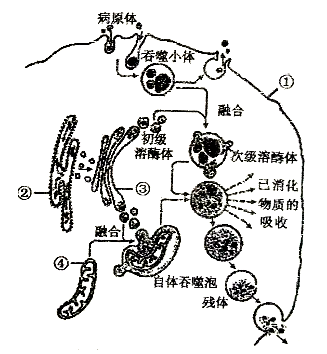 病原体
吞噬小体
①
融合
初级
溶酶体
次级溶酶体
②
③
已消化
物质的
吸收
融合
④
自体吞噬泡
残体